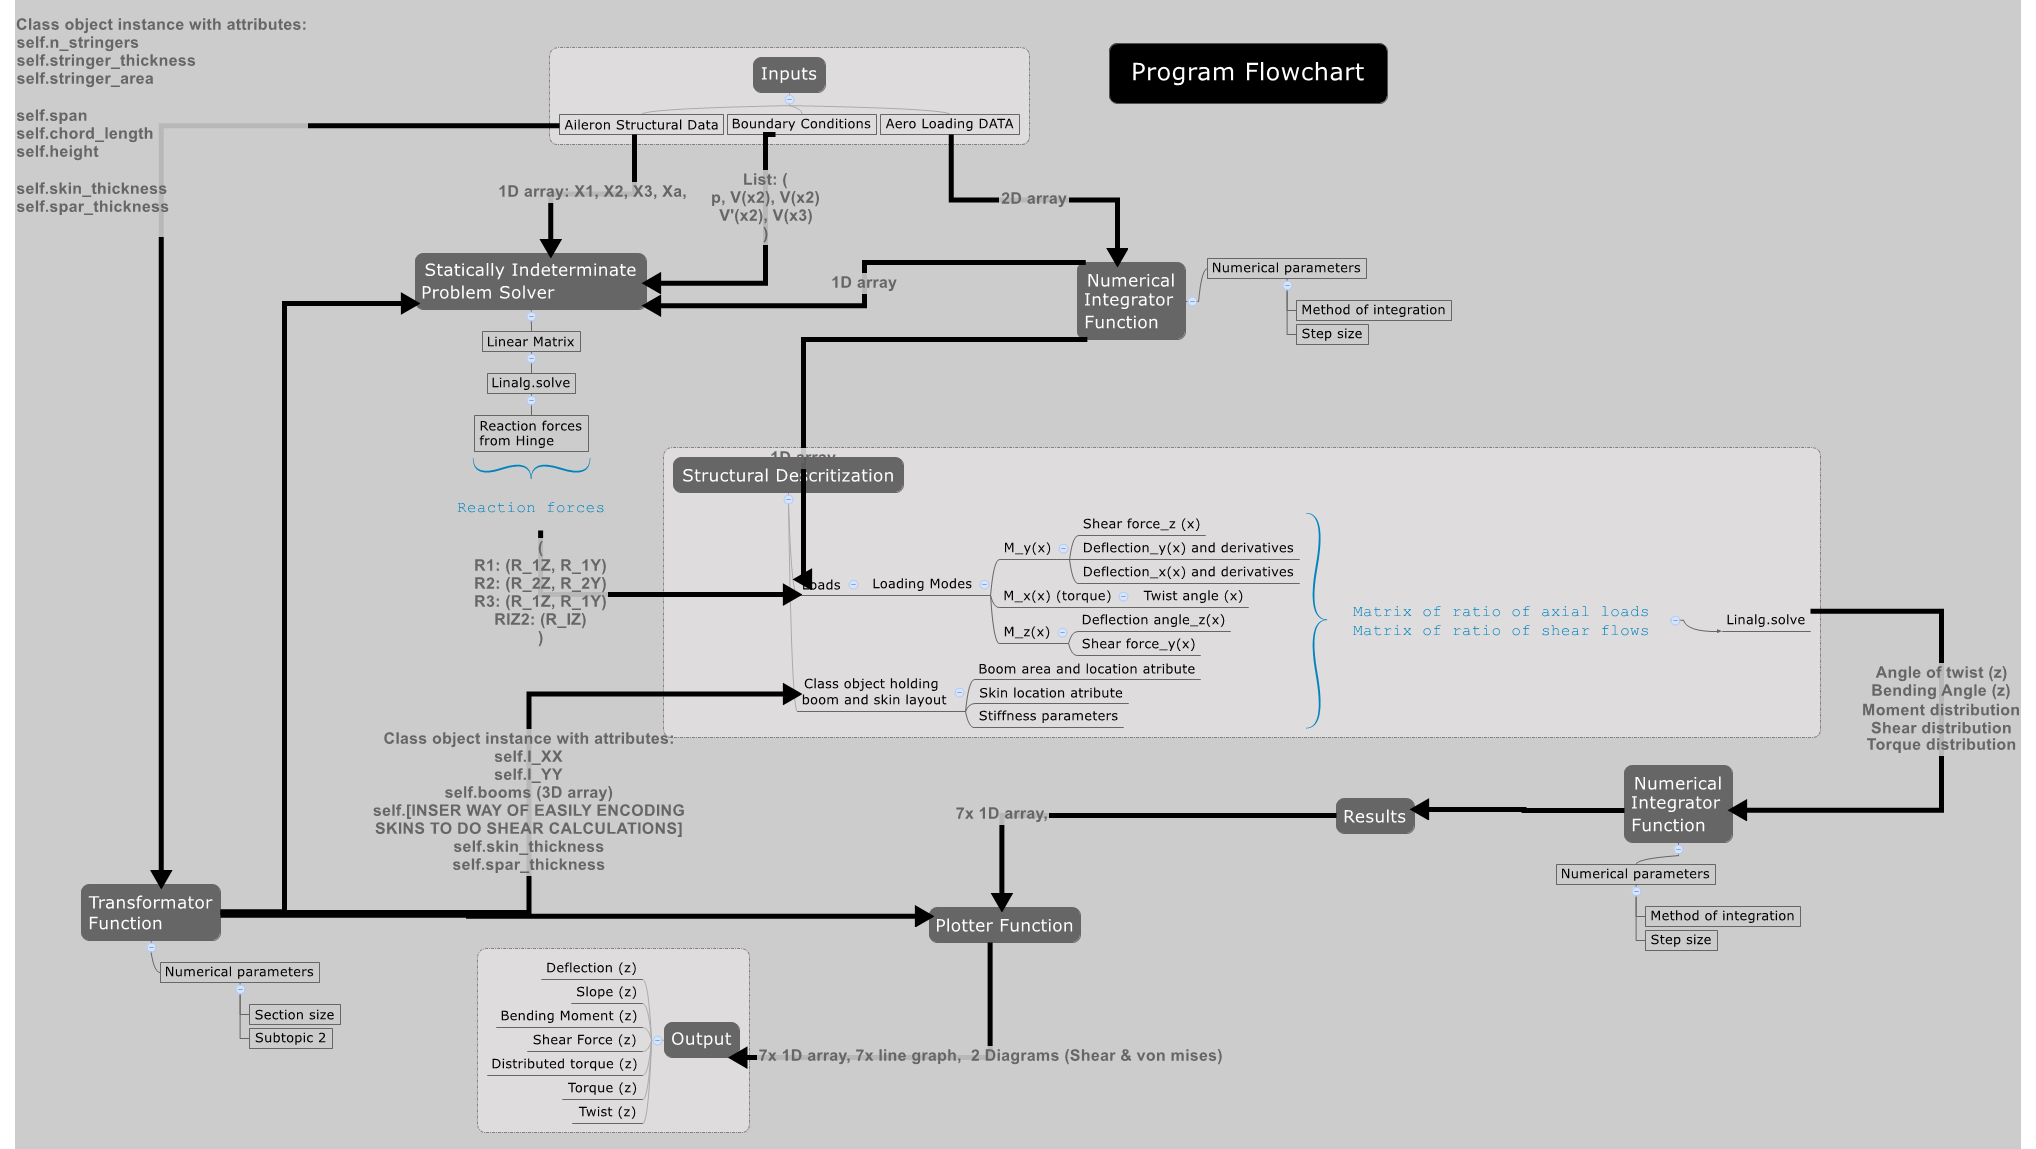 Class object instance with attributes:
self.n_stringers
self.stringer_thickness
self.stringer_area
self.span
self.chord_length
self.height
self.skin_thickness
self.spar_thickness
Program Flowchart
Inputs
Aileron Structural Data
Boundary Conditions
Aero Loading DATA
1D array: X1, X2, X3, Xa,
List: (
p, V(x2), V(x2)
V'(x2), V(x3)
)
2D array
Statically Indeterminate
Problem Solver
1D array
Numerical
Integrator
Function
Numerical parameters
Method of integration
Step size
Linear Matrix
Linalg.solve
Reaction forces
from Hinge
Reaction forces
(
R1: (R_1Z, R_1Y)
R2: (R_2Z, R_2Y)
R3: (R_1Z, R_1Y)
RIZ2: (R_IZ)
)
1D array
Structural Descritization
Loads
Loading Modes
M_y(x)
Shear force_z (x)
Deflection_y(x) and derivatives
Deflection_x(x) and derivatives
M_x(x) (torque)
Twist angle (x)
M_z(x)
Deflection angle_z(x)
Shear force_y(x)
Class object holding
boom and skin layout
Boom area and location atribute
Skin location atribute
Stiffness parameters
Matrix of ratio of axial loads
Matrix of ratio of shear flows
Linalg.solve
Angle of twist (z)
Bending Angle (z)
Moment distribution
Shear distribution
Torque distribution
Class object instance with attributes:
self.I_XX
self.I_YY
self.booms (3D array)
self.[INSER WAY OF EASILY ENCODING
SKINS TO DO SHEAR CALCULATIONS]
self.skin_thickness
self.spar_thickness
Numerical
Integrator
Function
Numerical parameters
Method of integration
Step size
Results
7x 1D array,
Transformator
Function
Numerical parameters
Section size
Subtopic 2
Plotter Function
7x 1D array, 7x line graph,  2 Diagrams (Shear & von mises)
Output
Deflection (z)
Slope (z)
Bending Moment (z)
Shear Force (z)
Distributed torque (z)
Torque (z)
Twist (z)